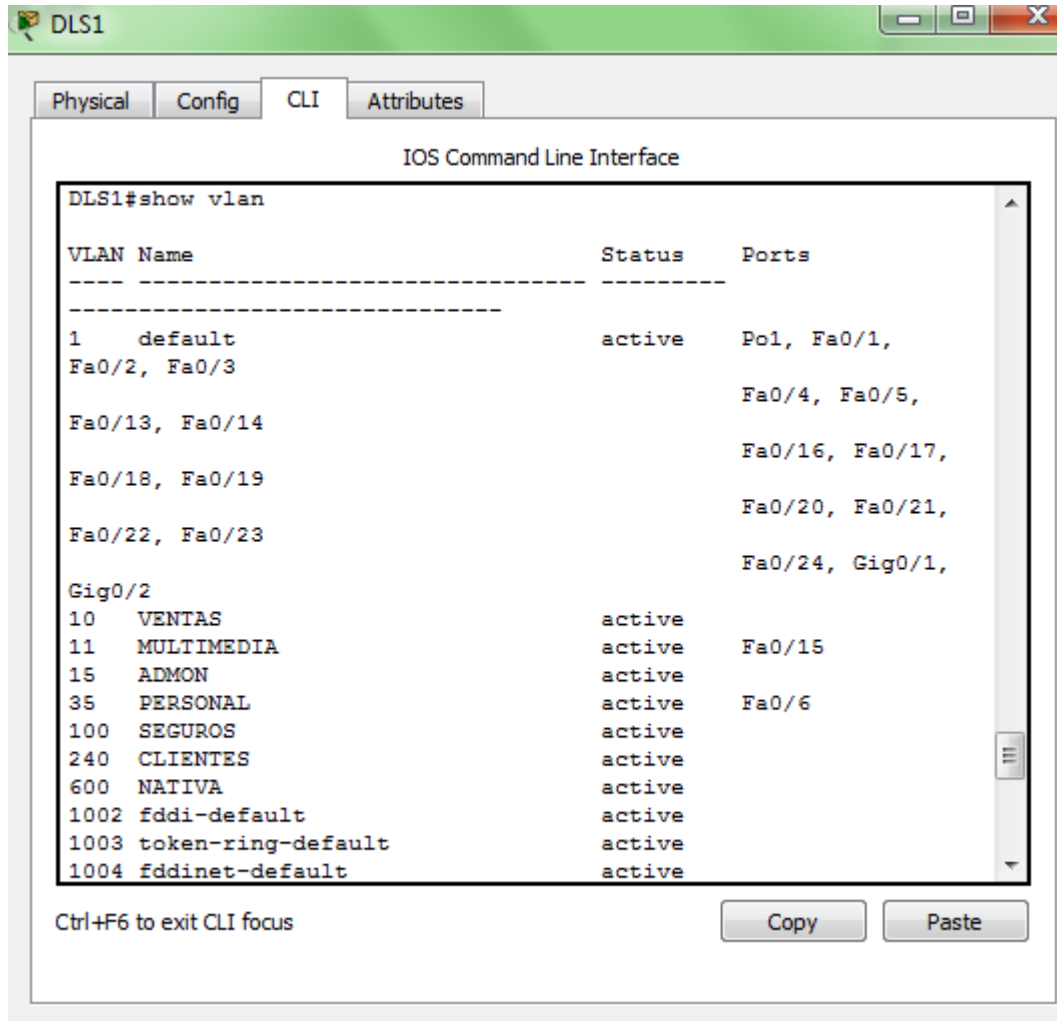 DLS1
Physical Config CLI Attributes
IOS Command Line Interface
DLS1#show vlan
VLAN Name                             Status    Ports
---- -------------------------------- ---------
-------------------------------
1    default                          active    Po1, Fa0/1,
Fa0/2, Fa0/3
                                                Fa0/4, Fa0/5,
Fa0/13, Fa0/14
                                                Fa0/16, Fa0/17,
Fa0/18, Fa0/19
                                                Fa0/20, Fa0/21,
Fa0/22, Fa0/23
                                                Fa0/24, Gig0/1,
Gig0/2
10   VENTAS                           active
11   MULTIMEDIA                       active    Fa0/15
15   ADMON                            active
35   PERSONAL                         active    Fa0/6
100  SEGUROS                          active
240  CLIENTES                         active
600  NATIVA                           active
1002 fddi-default                     active
1003 token-ring-default               active
1004 fddinet-default                  active
Ctrl+F6 to exit CLI focus Copy Paste